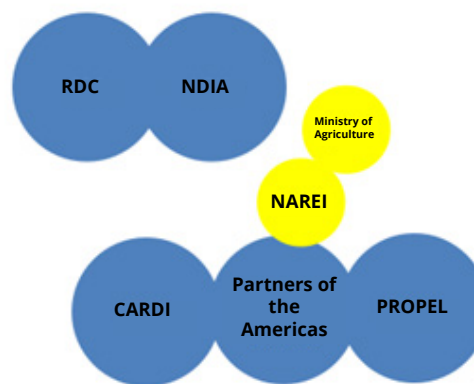 RDC
NDIA
Ministry of
Agriculture
NAREI
CARDI
Partners of
the
Americas
PROPEL